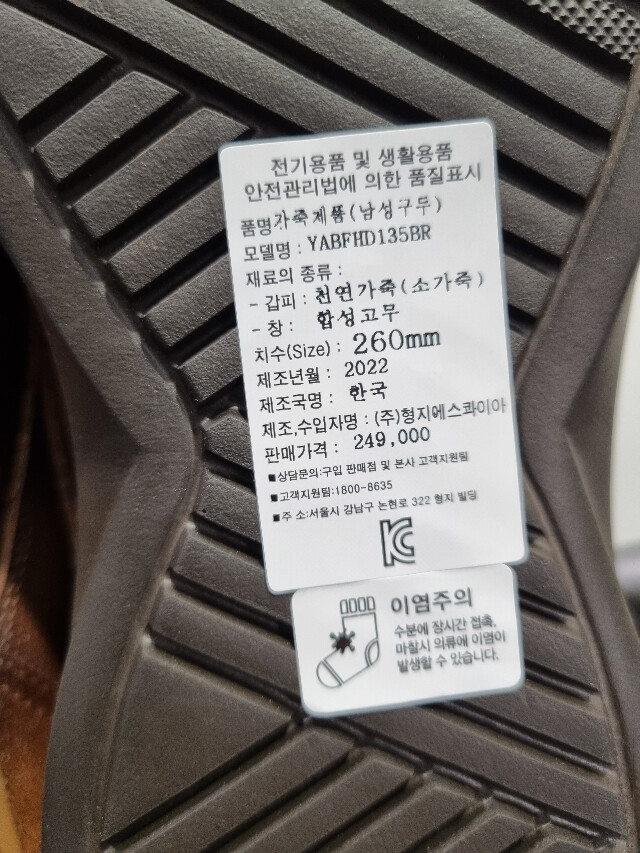 전기용품 및 생활용품
안전관리법에 의한 품질표시
품명가죽제품(남성구두)
모델명 : YABFHD135BR
재료의 종류 :
- 갑피 : 천연가죽(소가죽)
- 창 : 합성고무
치수(Size) : 260mm
제조년월 : 2022
제조국명 : 한국
제조,수입자명 : (주)형지에스콰이아
판매가격 : 249,000
■상담문의:구입 판매점 및 본사 고객지원팀
■고객지원팀:1800-8635
■주 소:서울시 강남구 논현로 322 형지 빌딩
KC
이염주의
수분에 장시간 접촉,
마찰시 의류에 이염이
발생할 수 있습니다.